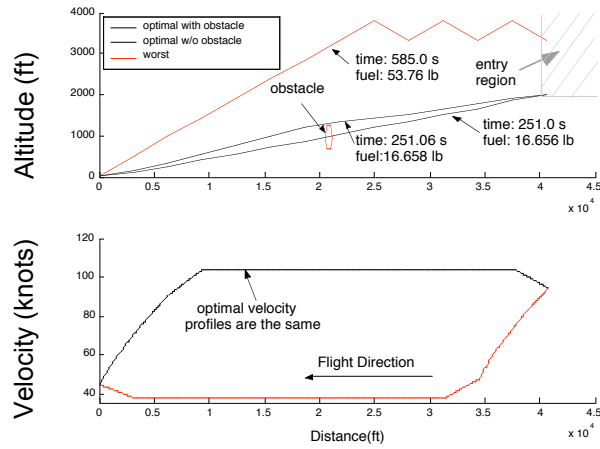 optimal with obstacle
optimal w/o obstacle
worst
Altitude (ft)
4000
3000
2000
1000
0
time: 585.0 s
fuel: 53.76 lb
entry
region
obstacle
time: 251.06 s
fuel:16.658 lb
time: 251.0 s
fuel: 16.656 lb
0 0.5 1 1.5 2 2.5 3 3.5 4 4.5
x 10⁴
Velocity (knots)
120
100
80
60
40
optimal velocity
profiles are the same
Flight Direction
0 0.5 1 1.5 2 2.5 3 3.5 4 4.5
Distance(ft)
x 10⁴